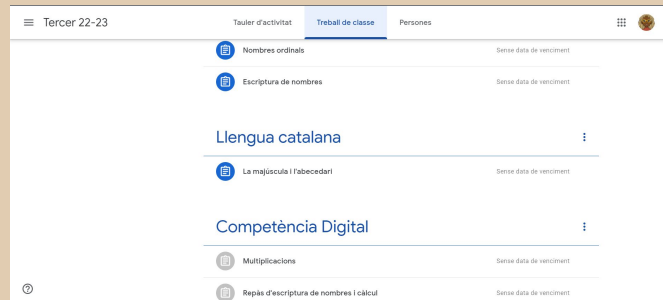 Tercer 22-23
Tauler d'activitat
Treball de classe
Persones
Nombres ordinals
Sense data de venciment
Escriptura de nombres
Sense data de venciment
Llengua catalana
La majúscula i l'abecedari
Sense data de venciment
Competència Digital
Multiplicacions
Sense data de venciment
Repàs d'escriptura de nombres i càlcul
Sense data de venciment